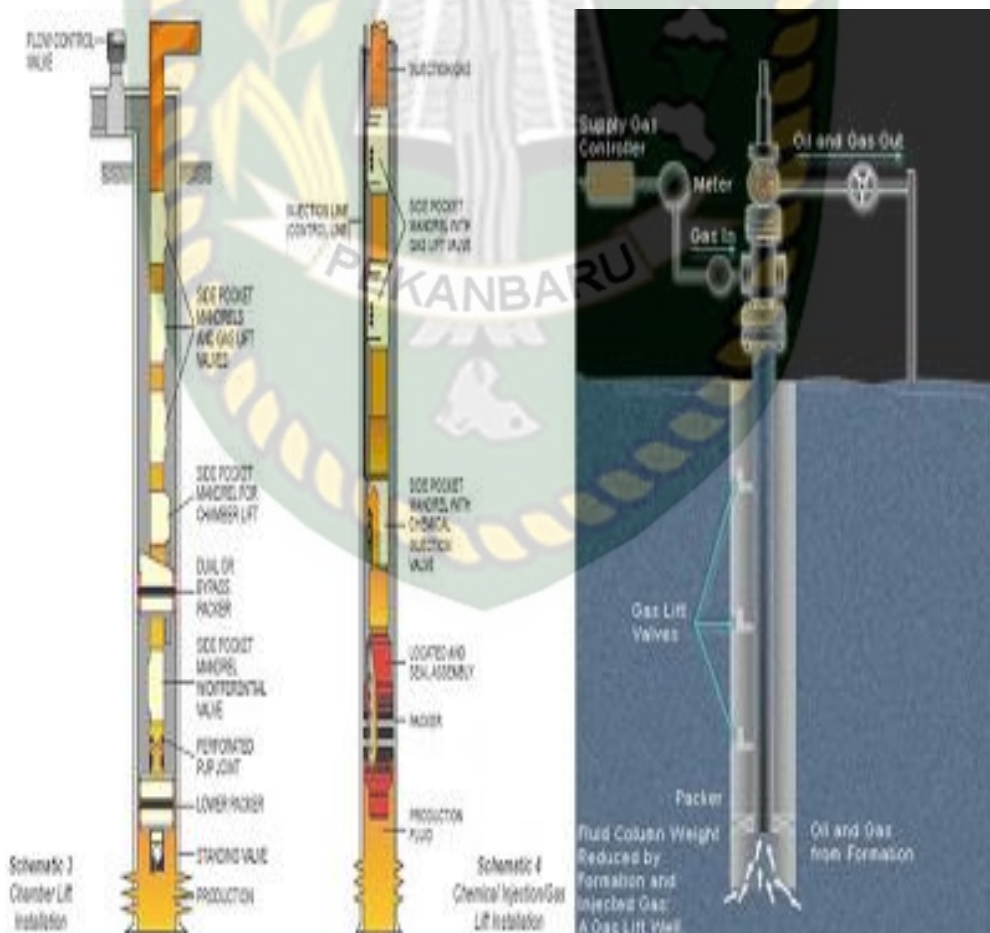 FLOW CONTROL
VALVE
SIDE POCKET
MANDRELS
AND GAS LIFT
VALVES
SIDE POCKET
MANDREL FOR
CHAMBER LIFT
DUAL OR
BYPASS
PACKER
SIDE POCKET
MANDREL
W/DIFFERENTIAL
VALVE
PERFORATED
PUP JOINT
LOWER PACKER
STANDING VALVE
PRODUCTION
Schematic 3
Chamber Lift
Installation
INJECTION GAS
INJECTION LINE
(CONTROL LINE)
SIDE POCKET
MANDREL WITH
GAS LIFT VALVE
SIDE POCKET
MANDREL WITH
CHEMICAL
INJECTION
VALVE
LOCATED AND
SEAL ASSEMBLY
PACKER
PRODUCTION
FLUID
Schematic 4
Chemical Injection/Gas
Lift Installation
PEKANBARU
Supply Gas
Controller
Meter
Oil and Gas Out
Gas In
Gas Lift
Valves
Packer
Fluid Column Weight
Reduced by
Formation and
Injected Gas:
A Gas Lift Well
Oil and Gas
from Formation